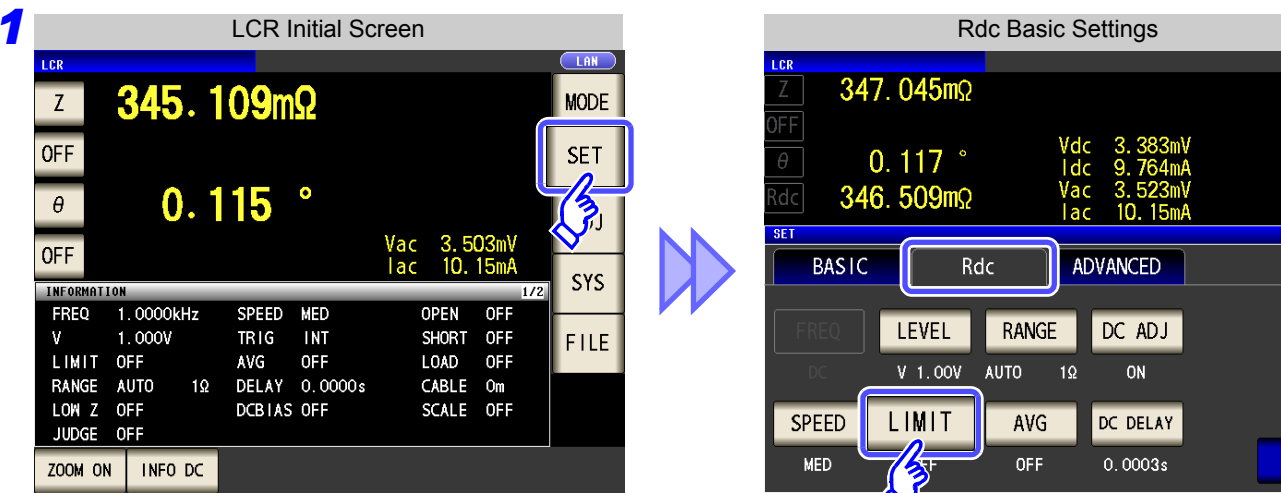 1
LCR Initial Screen
LCR
LAN
Z 345.109mΩ
MODE
OFF
SET
θ 0.115 °
OFF
Vac 3.503mV
Iac 10.15mA
SYS
FILE
INFORMATION 1/2
FREQ 1.0000kHz SPEED MED OPEN OFF
V 1.000V TRIG INT SHORT OFF
LIMIT OFF AVG OFF LOAD OFF
RANGE AUTO 1Ω DELAY 0.0000s CABLE 0m
LOW Z OFF DCBIAS OFF SCALE OFF
JUDGE OFF
ZOOM ON INFO DC
Rdc Basic Settings
LCR
Z 347.045mΩ
OFF
θ 0.117 °
Rdc 346.509mΩ
Vdc 3.383mV
Idc 9.764mA
Vac 3.523mV
Iac 10.15mA
SET
BASIC Rdc ADVANCED
FREQ LEVEL RANGE DC ADJ
DC V 1.00V AUTO 1Ω ON
SPEED LIMIT AVG DC DELAY
MED OFF 0.0003s